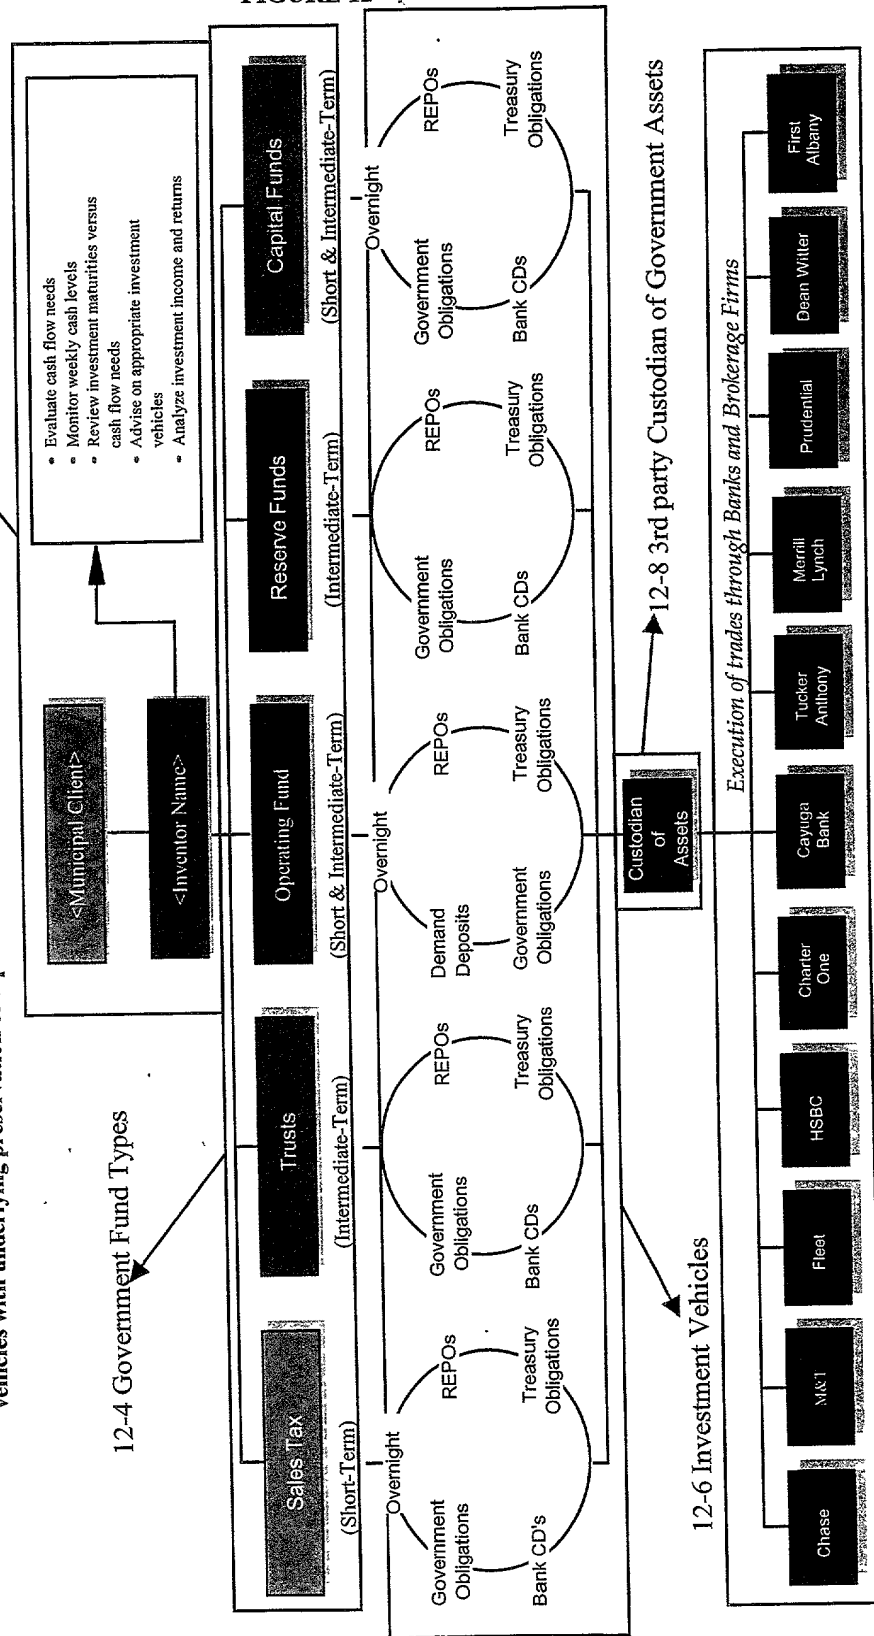 FIGURE 12
vehicles with underlying preservation of
<Municipal Client>
<Inventor Name>
• Evaluate cash flow needs
• Monitor weekly cash levels
• Review investment maturities versus
cash flow needs
• Advise on appropriate investment
vehicles
• Analyze investment income and returns
12-4 Government Fund Types
Sales Tax
(Short-Term)
Trusts
(Intermediate-Term)
Operating Fund
(Short & Intermediate-Term)
Reserve Funds
(Intermediate-Term)
Capital Funds
(Short & Intermediate-Term)
Overnight
Government
Obligations
REPOs
Bank CD's
Treasury
Obligations
Government
Obligations
REPOs
Bank CDs
Treasury
Obligations
Overnight
Demand
Deposits
REPOs
Government
Obligations
Treasury
Obligations
Government
Obligations
REPOs
Bank CDs
Treasury
Obligations
Overnight
Government
Obligations
REPOs
Bank CDs
Treasury
Obligations
12-6 Investment Vehicles
Custodian
of
Assets
12-8 3rd party Custodian of Government Assets
Execution of trades through Banks and Brokerage Firms
Chase
M&T
Fleet
HSBC
Charter
One
Cayuga
Bank
Tucker
Anthony
Merrill
Lynch
Prudential
Dean Witter
First
Albany